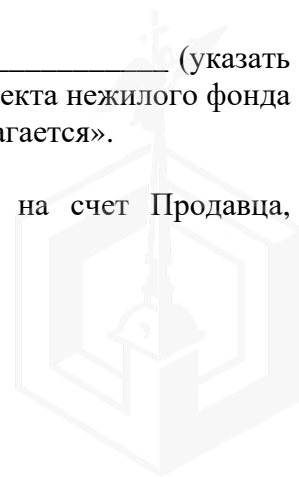 ____________ (указать
екта нежилого фонда
агается».
на счет Продавца,